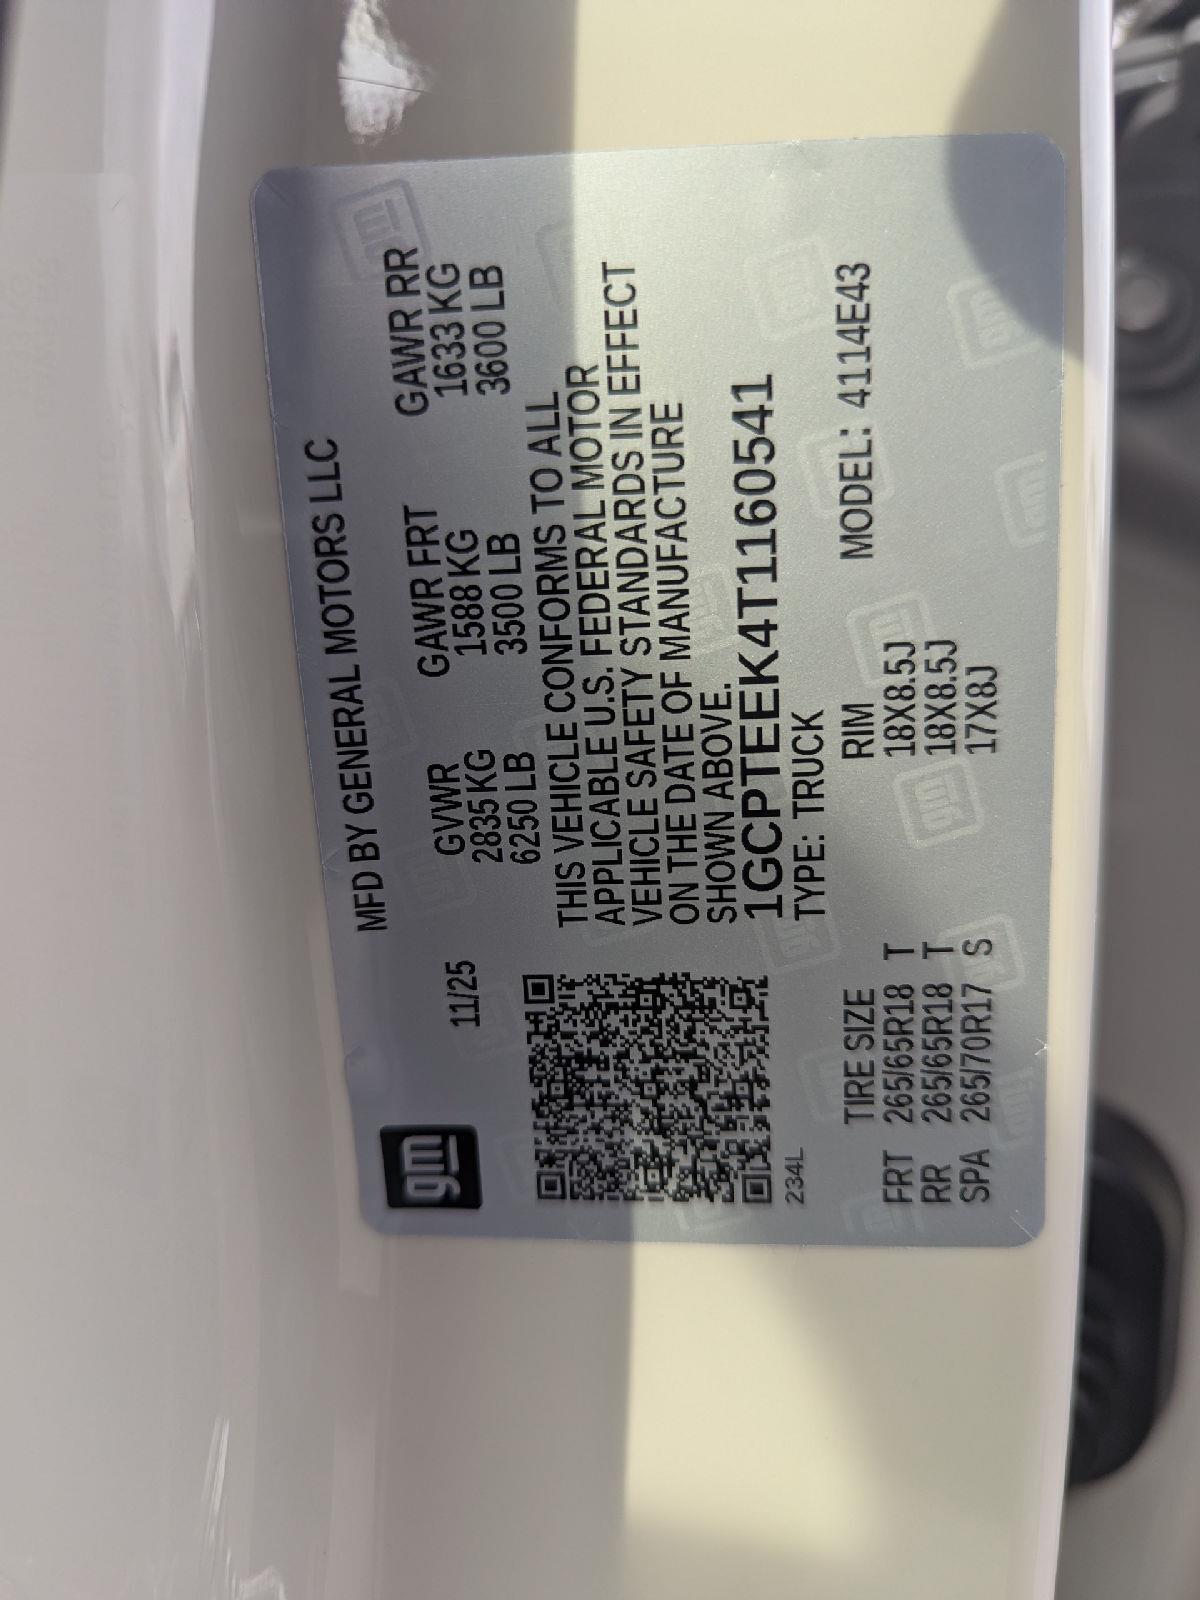 gm
MFD BY GENERAL MOTORS LLC
11/25
GVWR GAWR FRT GAWR RR
2835 KG 1588 KG 1633 KG
6250 LB 3500 LB 3600 LB
THIS VEHICLE CONFORMS TO ALL
APPLICABLE U.S. FEDERAL MOTOR
VEHICLE SAFETY STANDARDS IN EFFECT
ON THE DATE OF MANUFACTURE
SHOWN ABOVE.
1GCPTEEK4T1160541
234L
TYPE: TRUCK
MODEL: 4114E43
TIRE SIZE RIM
FRT 265/65R18 T 18X8.5J
RR 265/65R18 T 18X8.5J
SPA 265/70R17 S 17X8J